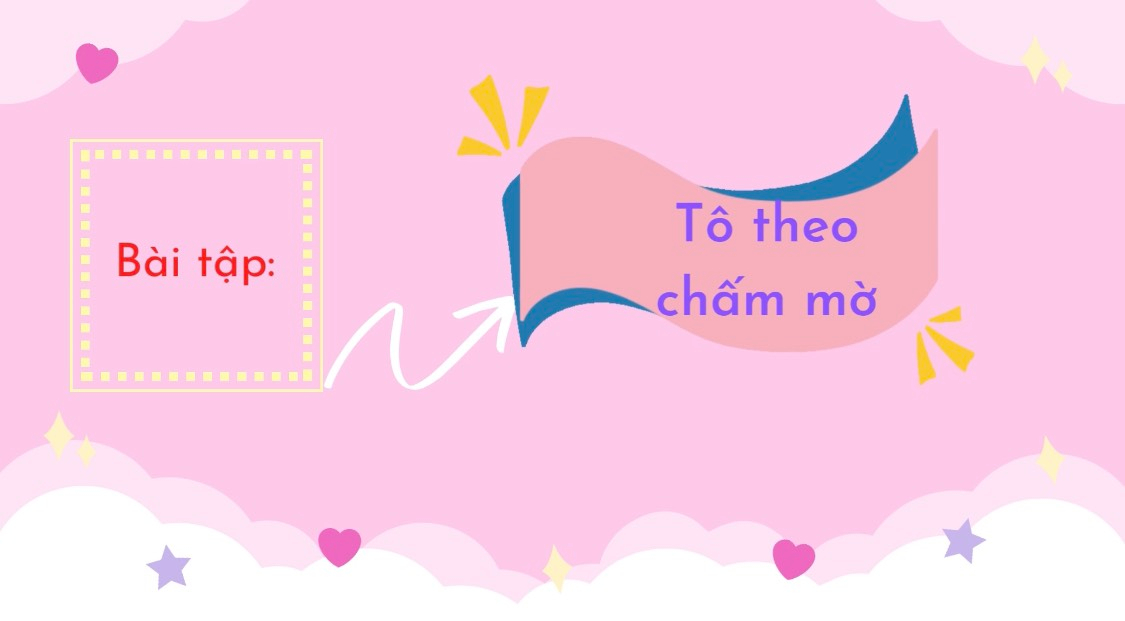 Bài tập:
Tô theo
chấm mờ